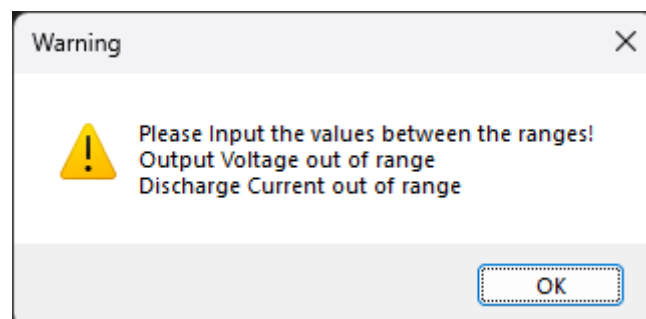 Warning
Please Input the values between the ranges!
Output Voltage out of range
Discharge Current out of range
OK